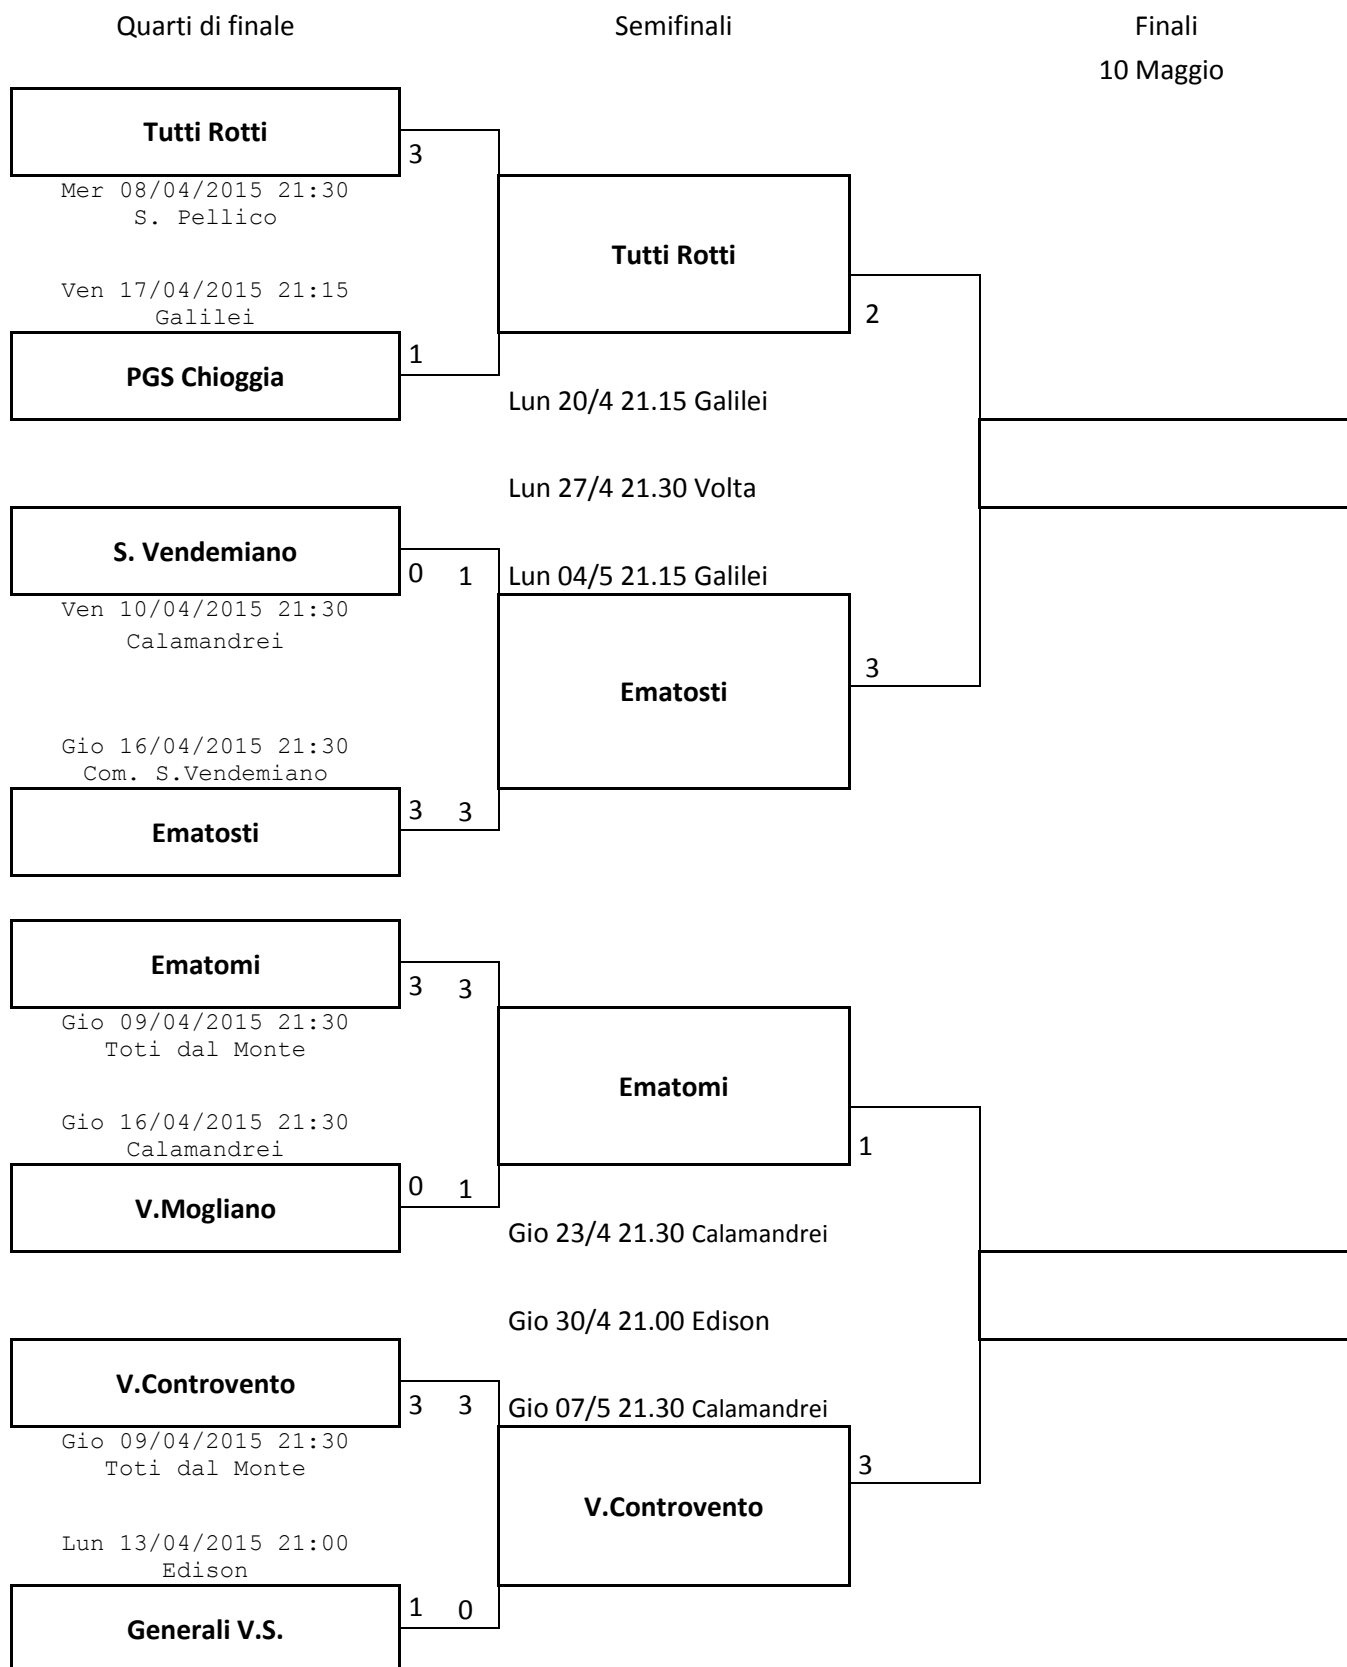 Quarti di finale
Semifinali
Finali
10 Maggio
Tutti Rotti
3
Mer 08/04/2015 21:30
S. Pellico
Tutti Rotti
Ven 17/04/2015 21:15
Galilei
2
1
PGS Chioggia
Lun 20/4 21.15 Galilei
Lun 27/4 21.30 Volta
S. Vendemiano
0 1
Lun 04/5 21.15 Galilei
Ven 10/04/2015 21:30
Calamandrei
3
Ematosti
Gio 16/04/2015 21:30
Com. S.Vendemiano
3 3
Ematosti
Ematomi
3 3
Gio 09/04/2015 21:30
Toti dal Monte
Ematomi
Gio 16/04/2015 21:30
Calamandrei
1
0 1
V.Mogliano
Gio 23/4 21.30 Calamandrei
Gio 30/4 21.00 Edison
V.Controvento
3 3
Gio 07/5 21.30 Calamandrei
Gio 09/04/2015 21:30
Toti dal Monte
3
V.Controvento
Lun 13/04/2015 21:00
Edison
1 0
Generali V.S.